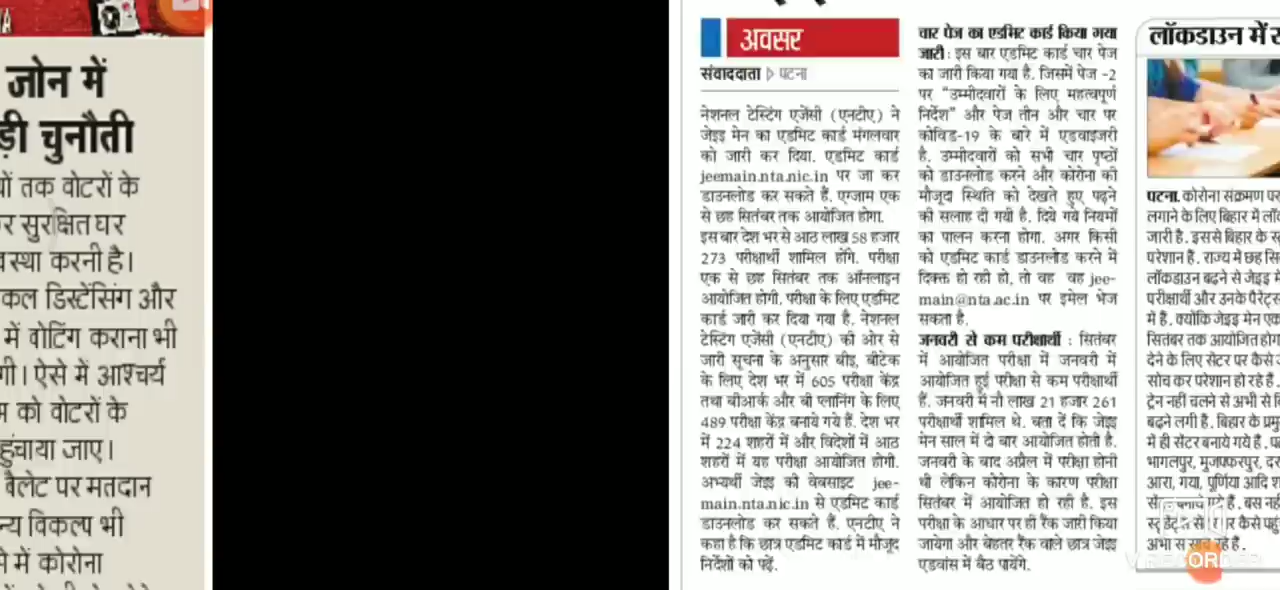 जोन में
चुनौती
तक वोटरों के
सुरक्षित घर
करनी है।
डिस्टेंसिंग और
में वोटिंग कराना भी
ऐसे में आश्चर्य
को वोटरों के
जाए।
बैलेट पर मतदान
विकल्प भी
में कोरोना
अवसर
संवाददाता ▷ पटना
नेशनल टेस्टिंग एजेंसी (एनटीए) ने
जेइइ मेन का एडमिट कार्ड मंगलवार
को जारी कर दिया. एडमिट कार्ड
jeemain.nta.nic.in पर जा कर
डाउनलोड कर सकते हैं. एग्जाम एक
से छह सितंबर तक आयोजित होगा.
इस बार देश भर से आठ लाख 58 हजार
273 परीक्षार्थी शामिल होंगे. परीक्षा
एक से छह सितंबर तक ऑनलाइन
आयोजित होगी. परीक्षा के लिए एडमिट
कार्ड जारी कर दिया गया है. नेशनल
टेस्टिंग एजेंसी (एनटीए) की ओर से
जारी सूचना के अनुसार बीइ, बीटेक
के लिए देश भर में 605 परीक्षा केंद्र
तथा बीआर्क और बी प्लानिंग के लिए
489 परीक्षा केंद्र बनाये गये हैं. देश भर
में 224 शहरों में और विदेशों में आठ
शहरों में यह परीक्षा आयोजित होगी.
अभ्यर्थी जेइइ की वेबसाइट jee-
main.nta.nic.in से एडमिट कार्ड
डाउनलोड कर सकते हैं. एनटीए ने
कहा है कि छात्र एडमिट कार्ड में मौजूद
निर्देशों को पढ़ें.
चार पेज का एडमिट कार्ड किया गया
जारी : इस बार एडमिट कार्ड चार पेज
का जारी किया गया है. जिसमें पेज -2
पर "उम्मीदवारों के लिए महत्वपूर्ण
निर्देश" और पेज तीन और चार पर
कोविड-19 के बारे में एडवाइजरी
है. उम्मीदवारों को सभी चार पृष्ठों
को डाउनलोड करने और कोरोना की
मौजूदा स्थिति को देखते हुए पढ़ने
की सलाह दी गयी है. दिये गये नियमों
का पालन करना होगा. अगर किसी
को एडमिट कार्ड डाउनलोड करने में
दिक्कत हो रही हो, तो वह वह jee-
main@nta.ac.in पर इमेल भेज
सकता है.
जनवरी से कम परीक्षार्थी : सितंबर
में आयोजित परीक्षा में जनवरी में
आयोजित हुई परीक्षा से कम परीक्षार्थी
हैं. जनवरी में नौ लाख 21 हजार 261
परीक्षार्थी शामिल थे. बता दें कि जेइइ
मेन साल में दो बार आयोजित होती है.
जनवरी के बाद अप्रैल में परीक्षा होनी
थी लेकिन कोरोना के कारण परीक्षा
सितंबर में आयोजित हो रही है. इस
परीक्षा के आधार पर ही रैंक जारी किया
जायेगा और बेहतर रैंक वाले छात्र जेइइ
एडवांस में बैठ पायेंगे.
लॉकडाउन में
पटना. कोरोना संक्रमण पर
लगाने के लिए बिहार में
जारी है. इससे बिहार के
परेशान हैं. राज्य में छह
लॉकडाउन बढ़ने से जेइइ
परीक्षार्थी और उनके पैरेंट्स
में हैं. क्योंकि जेइइ मेन एक
सितंबर तक आयोजित
देने के लिए सेंटर पर कैसे
सोच कर परेशान हो रहे हैं.
ट्रेन नहीं चलने से अभी से
बढ़ने लगी है. बिहार के
में ही सेंटर बनाये गये हैं.
भागलपुर, मुजफ्फरपुर,
आरा, गया, पूर्णिया आदि
हैं. बस नहीं
कैसे
रहे हैं.
V RECORDER